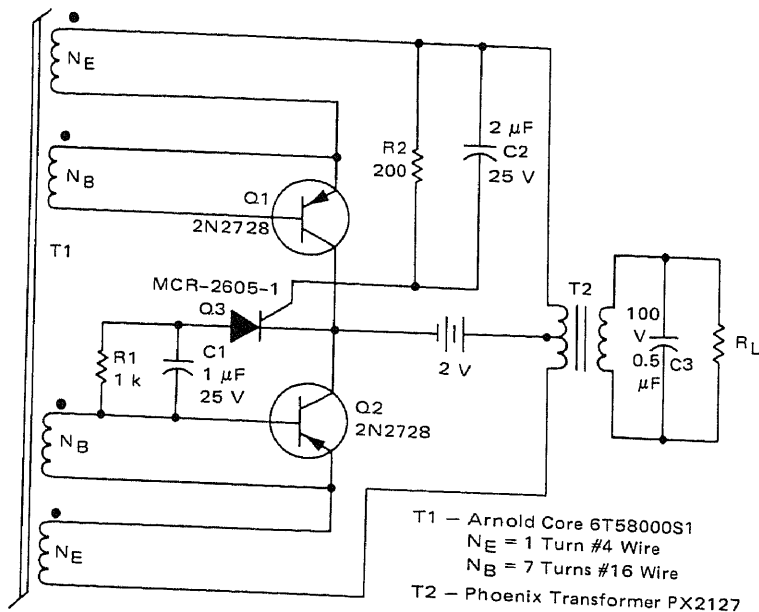 NE
NB
T1
Q1
2N2728
R2
200
2 μF
C2
25 V
MCR-2605-1
Q3
R1
1 k
C1
1 μF
25 V
2 V
T2
100
V
0.5
μF
C3
RL
Q2
2N2728
NB
NE
T1 – Arnold Core 6T58000S1
NE = 1 Turn #4 Wire
NB = 7 Turns #16 Wire
T2 – Phoenix Transformer PX2127